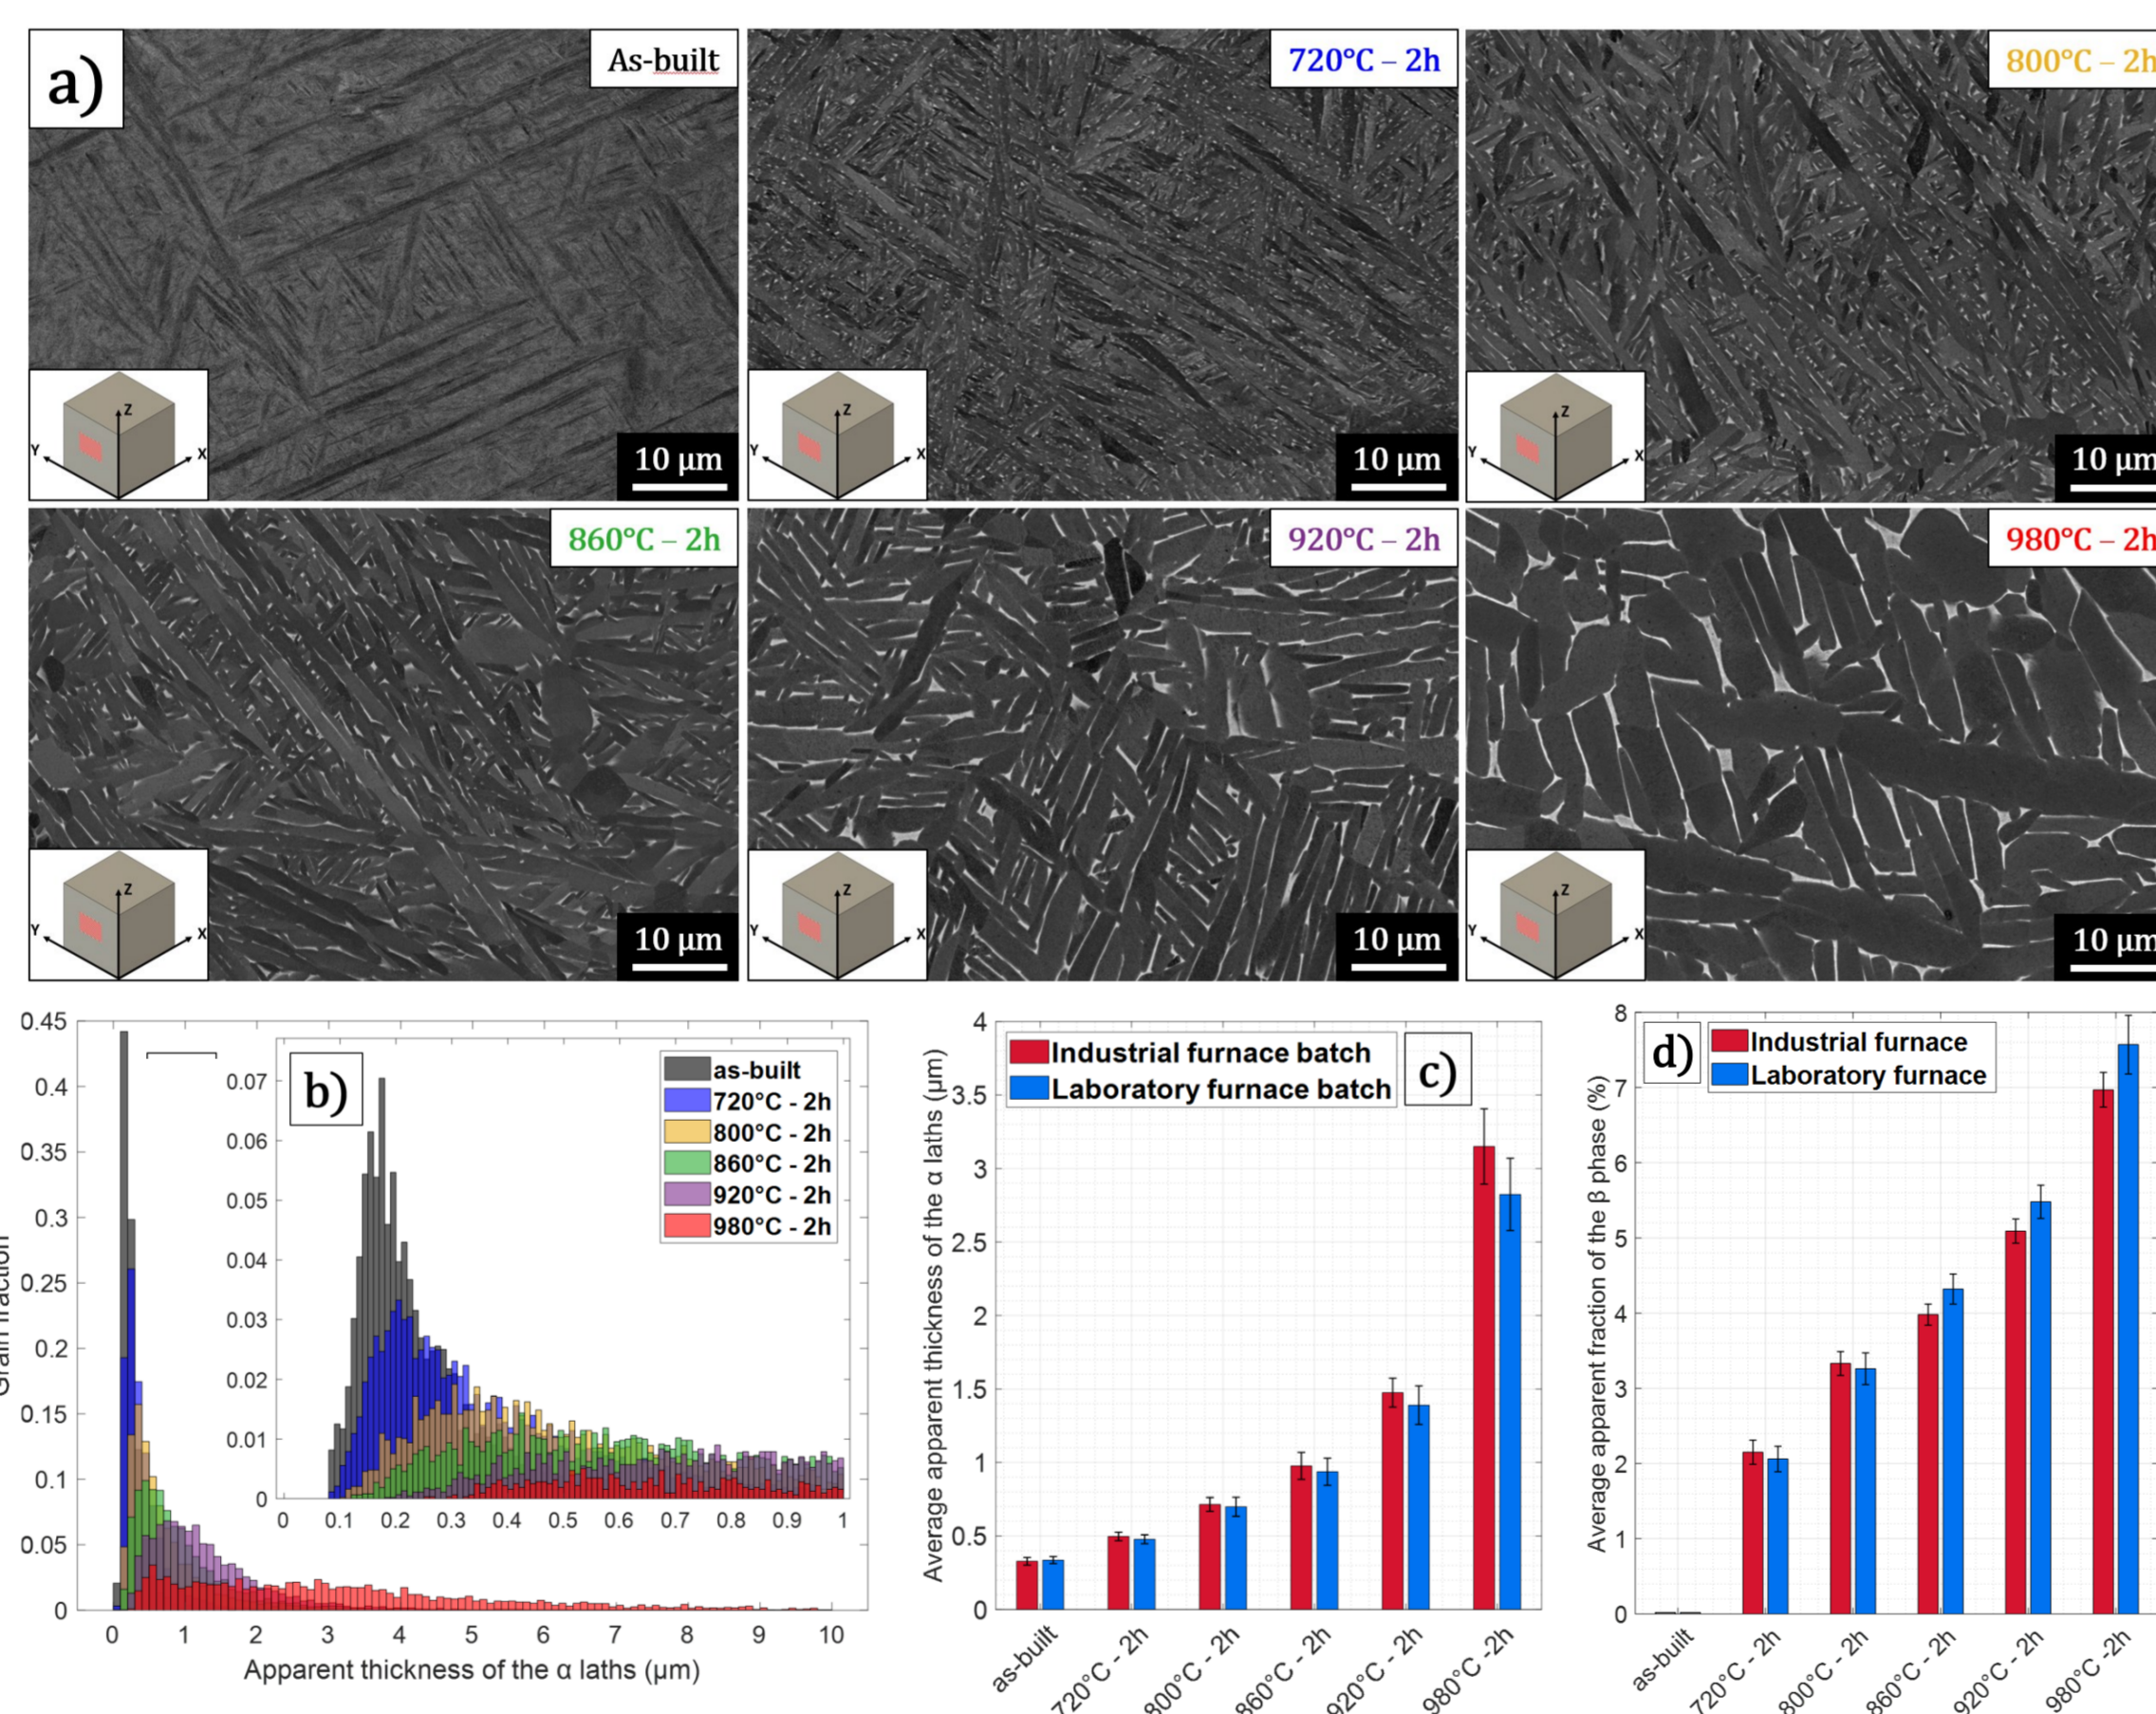 a)
As-built
720°C – 2h
800°C – 2h
Z
Y
X
10 µm
Z
Y
X
10 µm
Z
Y
X
10 µm
860°C – 2h
920°C – 2h
980°C – 2h
Z
Y
X
10 µm
Z
Y
X
10 µm
Z
Y
X
10 µm
0.45
0.4
0.35
0.3
0.25
0.2
0.15
0.1
0.05
0
0 1 2 3 4 5 6 7 8 9 10
Grain fraction
Apparent thickness of the α laths (µm)
b)
0.07
0.06
0.05
0.04
0.03
0.02
0.01
0
0 0.1 0.2 0.3 0.4 0.5 0.6 0.7 0.8 0.9 1
as-built
720°C - 2h
800°C - 2h
860°C - 2h
920°C - 2h
980°C - 2h
c)
Industrial furnace batch
Laboratory furnace batch
Average apparent thickness of the α laths (µm)
4
3.5
3
2.5
2
1.5
1
0.5
0
as-built
720°C - 2h
800°C - 2h
860°C - 2h
920°C - 2h
980°C -2h
d)
Industrial furnace
Laboratory furnace
Average apparent fraction of the β phase (%)
8
7
6
5
4
3
2
1
0
as-built
720°C - 2h
800°C - 2h
860°C - 2h
920°C - 2h
980°C -2h